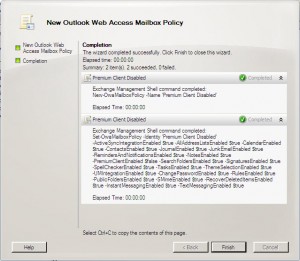 New Outlook Web Access Mailbox Policy
New Outlook Web
Access Mailbox Policy
Completion
Completion
The wizard completed successfully. Click Finish to close this wizard.
Elapsed time: 00:00:00
Summary: 2 item(s). 2 succeeded, 0 failed.
Premium Client Disabled
Completed
Exchange Management Shell command completed:
New-OwaMailboxPolicy -Name 'Premium Client Disabled'
Elapsed Time: 00:00:00
Premium Client Disabled
Completed
Exchange Management Shell command completed:
Set-OwaMailboxPolicy -Identity 'Premium Client Disabled'
-ActiveSyncIntegrationEnabled $true -AllAddressListsEnabled $true -CalendarEnabled
$true -ContactsEnabled $true -JournalEnabled $true -JunkEmailEnabled $true
-RemindersAndNotificationsEnabled $true -NotesEnabled $true
-PremiumClientEnabled $false -SearchFoldersEnabled $true -SignaturesEnabled $true
-SpellCheckerEnabled $true -TasksEnabled $true -ThemeSelectionEnabled $true
-UMIntegrationEnabled $true -ChangePasswordEnabled $true -RulesEnabled $true
-PublicFoldersEnabled $true -SMimeEnabled $true -RecoverDeletedItemsEnabled
$true -InstantMessagingEnabled $true -TextMessagingEnabled $true
Elapsed Time: 00:00:00
Select Ctrl+C to copy the contents of this page.
Help
< Back
Finish
Cancel